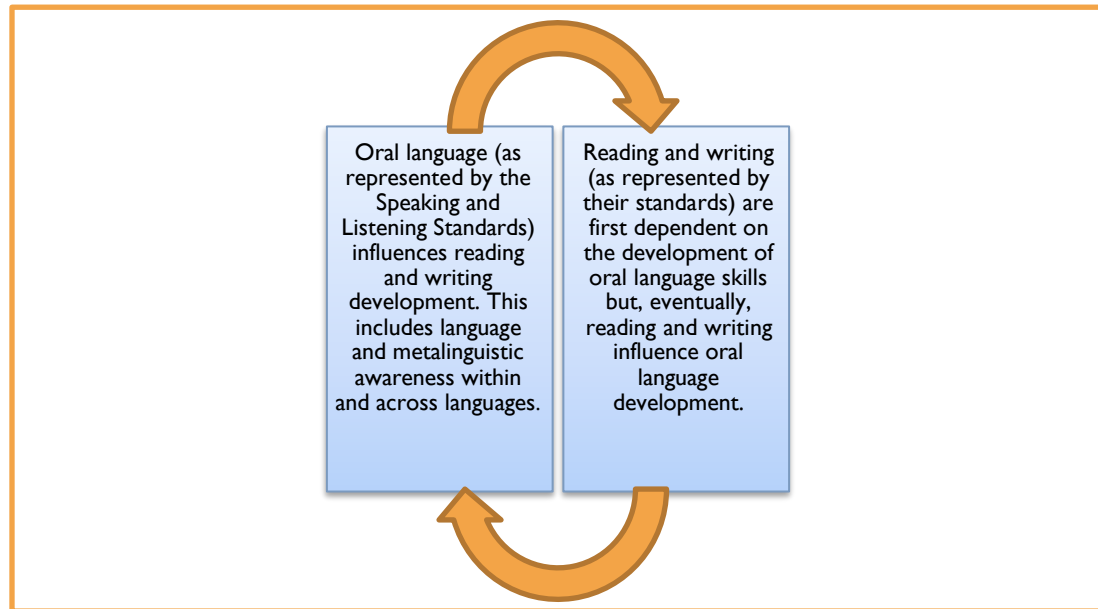 Oral language (as
represented by the
Speaking and
Listening Standards)
influences reading
and writing
development. This
includes language
and metalinguistic
awareness within
and across languages.
Reading and writing
(as represented by
their standards) are
first dependent on
the development of
oral language skills
but, eventually,
reading and writing
influence oral
language
development.